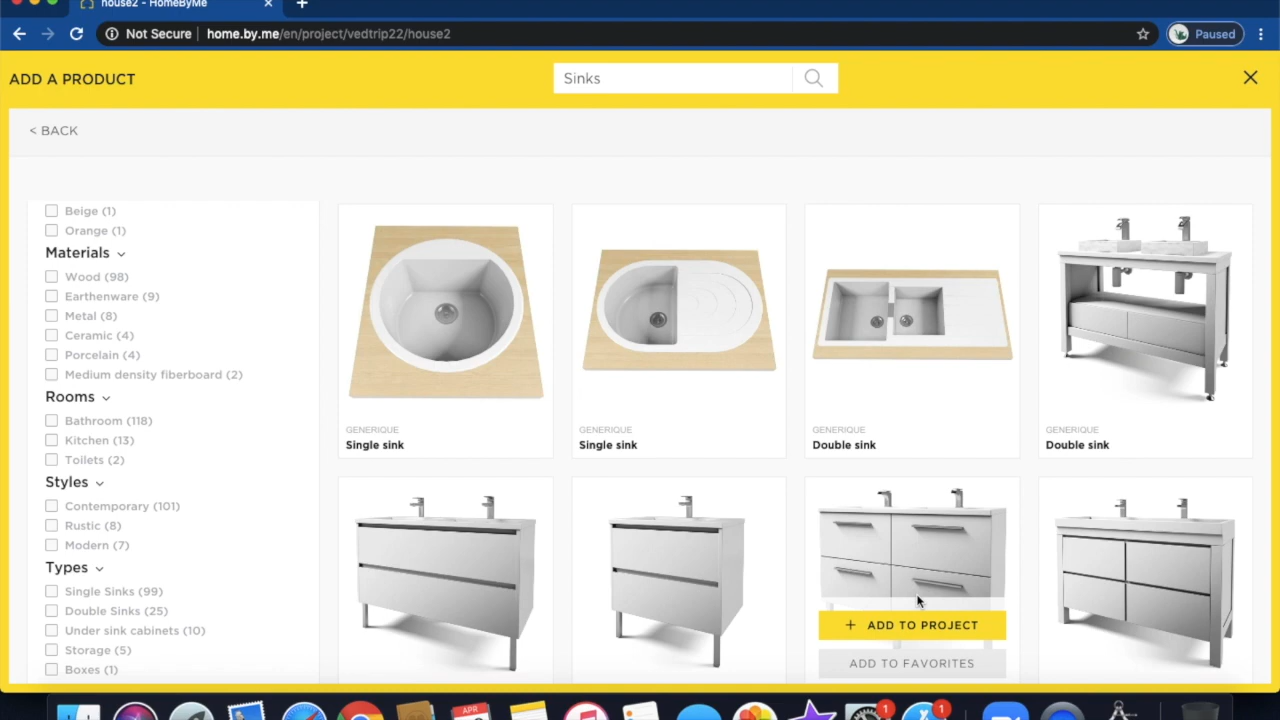 house2 - HomeByMe
Not Secure
home.by.me/en/project/vedtrip22/house2
Paused
ADD A PRODUCT
Sinks
< BACK
Beige (1)
Orange (1)
Materials
Wood (98)
Earthenware (9)
Metal (8)
Ceramic (4)
Porcelain (4)
Medium density fiberboard (2)
Rooms
Bathroom (118)
Kitchen (13)
Toilets (2)
Styles
Contemporary (101)
Rustic (8)
Modern (7)
Types
Single Sinks (99)
Double Sinks (25)
Under sink cabinets (10)
Storage (5)
Boxes (1)
GENERIQUE
Single sink
GENERIQUE
Single sink
GENERIQUE
Double sink
GENERIQUE
Double sink
+ ADD TO PROJECT
ADD TO FAVORITES
APR
1
1